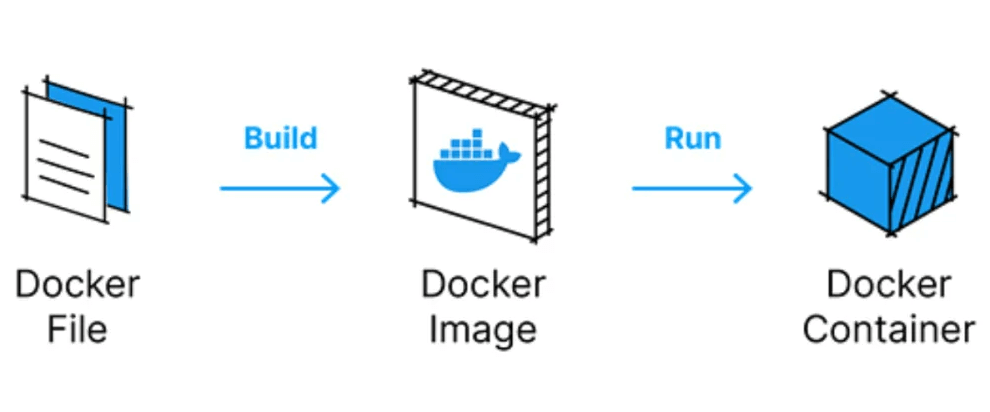 Build
Run
Docker
File
Docker
Image
Docker
Container